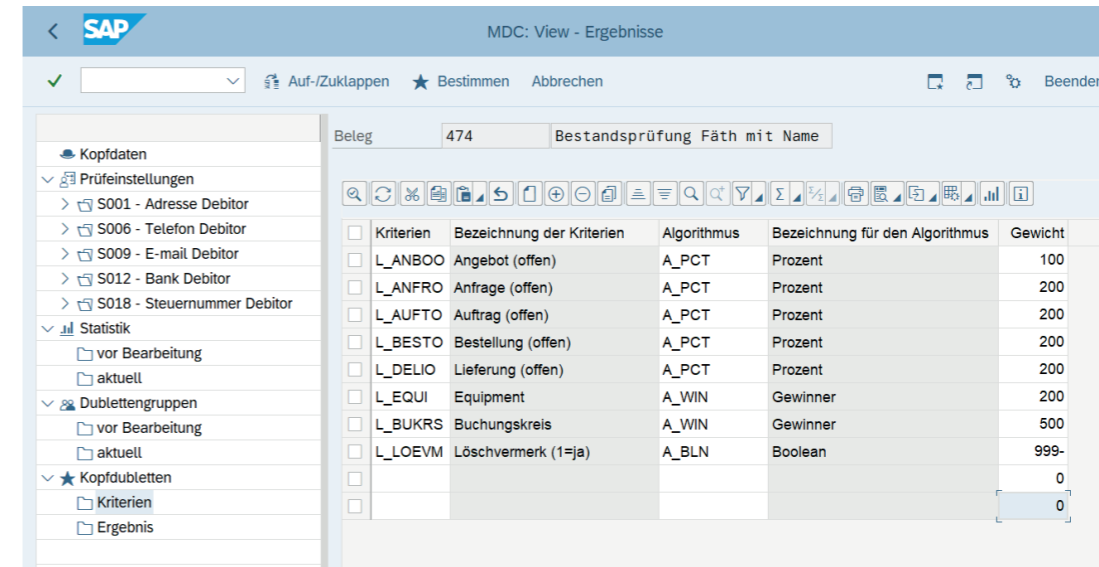 SAP
MDC: View - Ergebnisse
Auf-/Zuklappen Bestimmen Abbrechen Beenden
Beleg 474 Bestandsprüfung Fäth mit Name
Kopfdaten
Prüfeinstellungen
S001 - Adresse Debitor
S006 - Telefon Debitor
S009 - E-mail Debitor
S012 - Bank Debitor
S018 - Steuernummer Debitor
Statistik
vor Bearbeitung
aktuell
Dublettengruppen
vor Bearbeitung
aktuell
Kopfdubletten
Kriterien
Ergebnis
Kriterien Bezeichnung der Kriterien Algorithmus Bezeichnung für den Algorithmus Gewicht
L_ANBOO Angebot (offen) A_PCT Prozent 100
L_ANFRO Anfrage (offen) A_PCT Prozent 200
L_AUFTO Auftrag (offen) A_PCT Prozent 200
L_BESTO Bestellung (offen) A_PCT Prozent 200
L_DELIO Lieferung (offen) A_PCT Prozent 200
L_EQUI Equipment A_WIN Gewinner 200
L_BUKRS Buchungskreis A_WIN Gewinner 500
L_LOEVM Löschvermerk (1=ja) A_BLN Boolean 999-
0
0